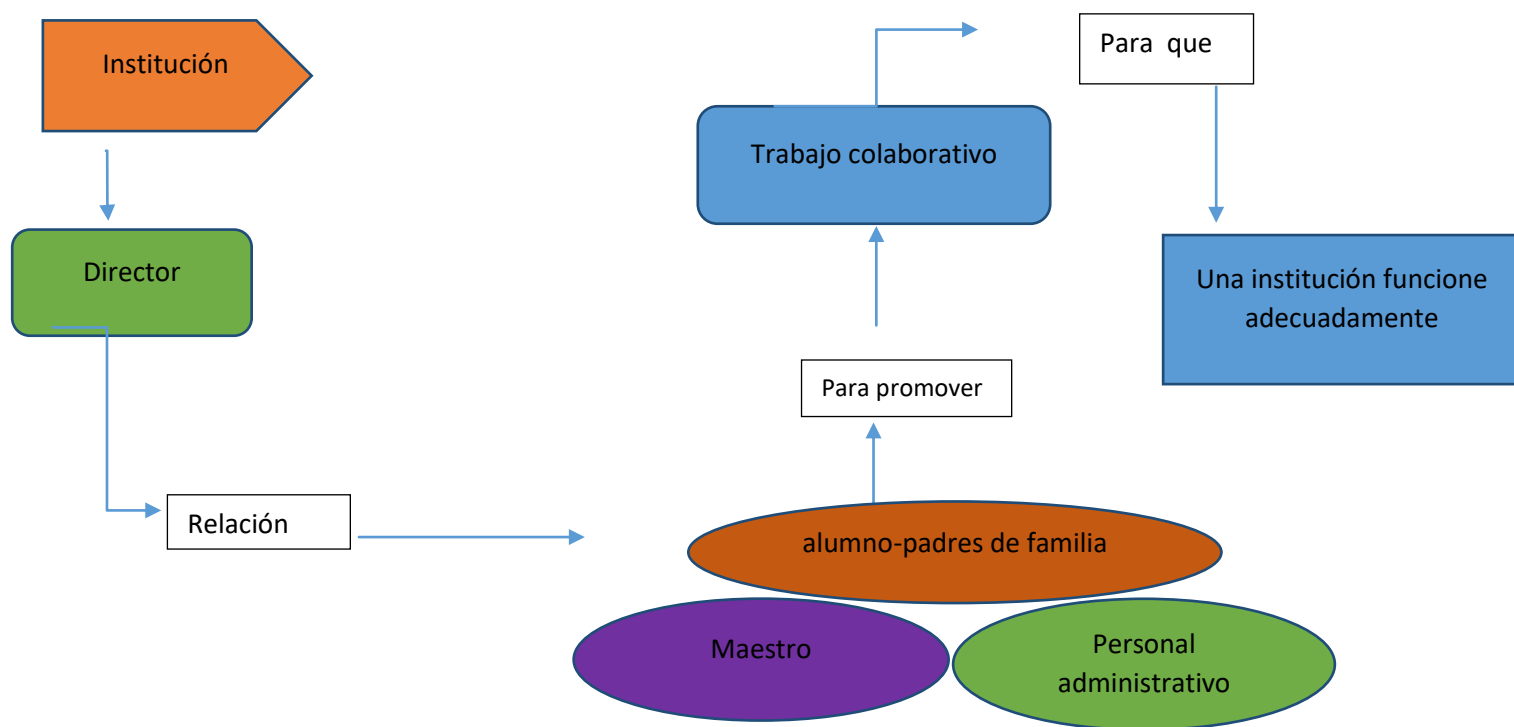 Institución
Director
Relación
alumno-padres de familia
Maestro
Personal
administrativo
Para promover
Trabajo colaborativo
Para que
Una institución funcione
adecuadamente